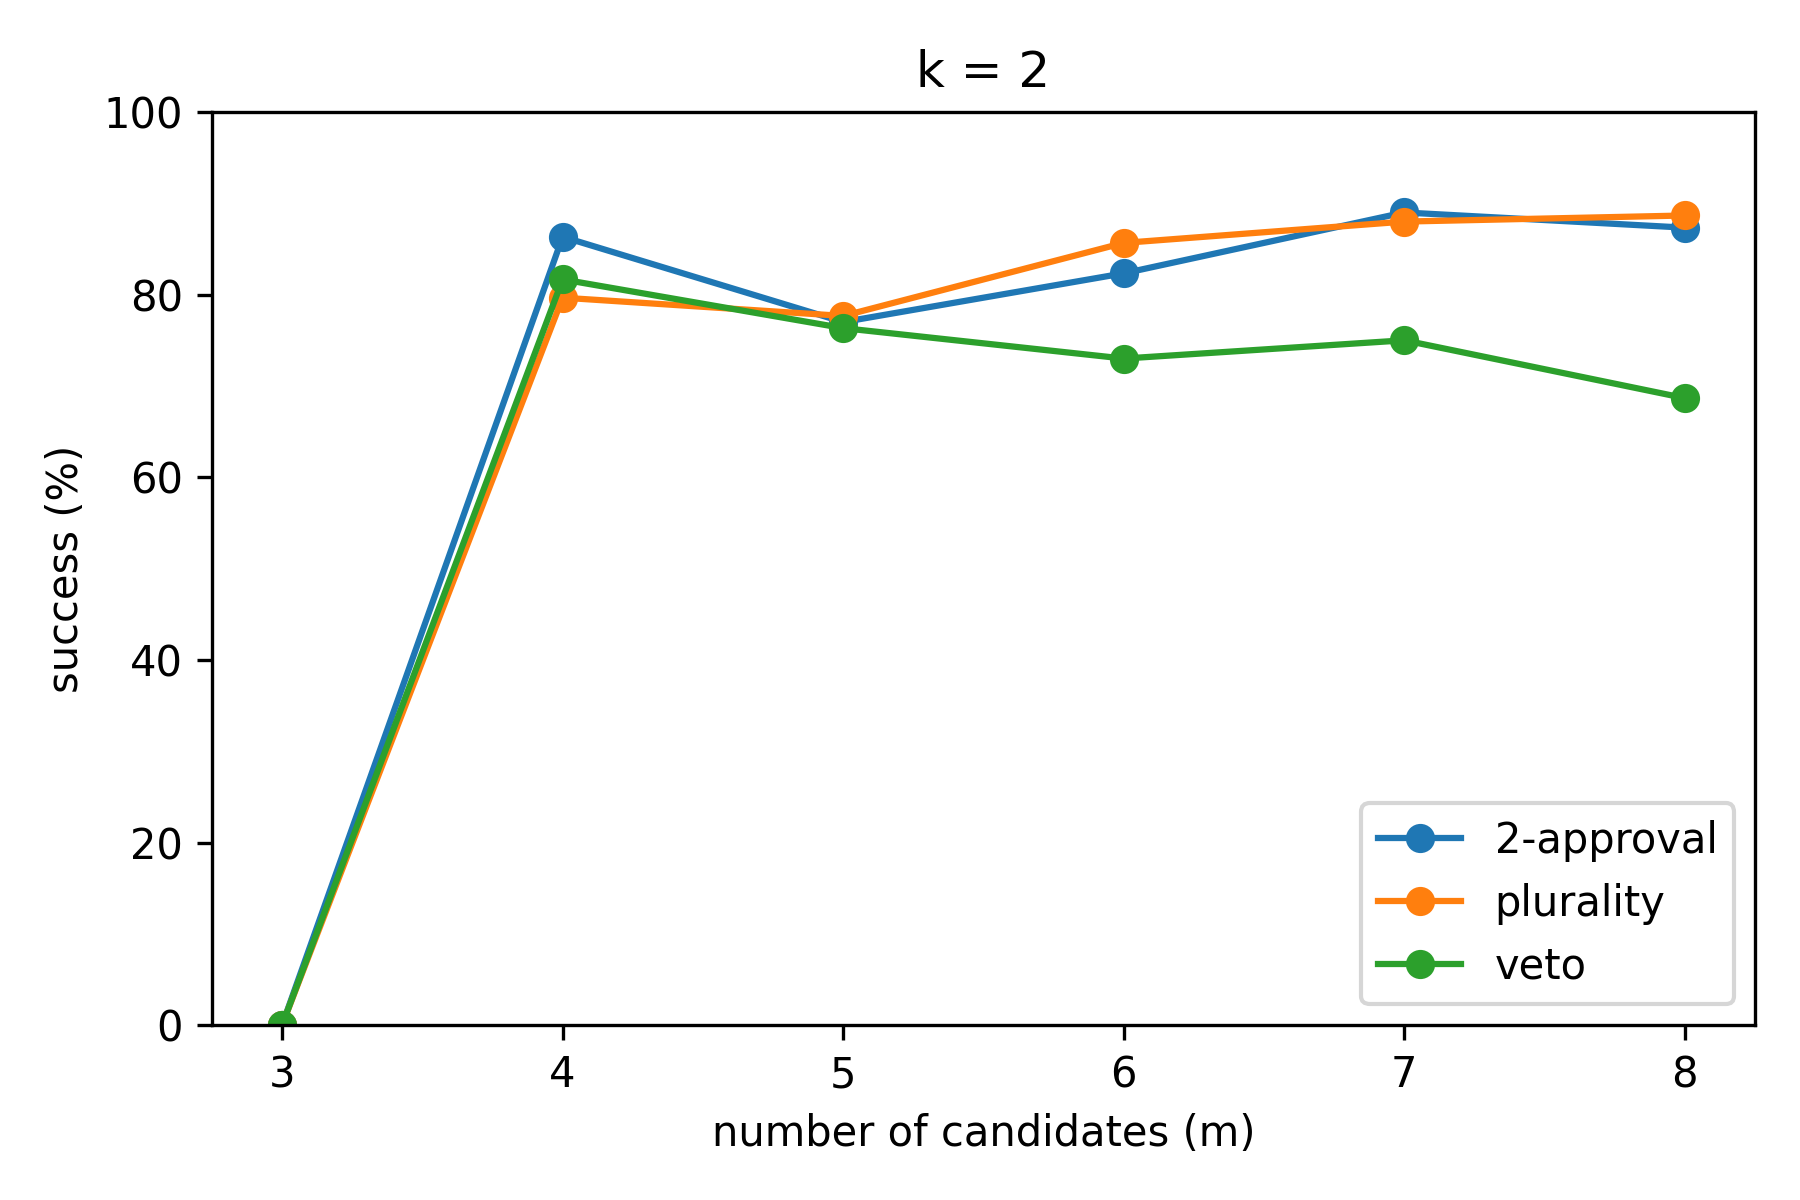 k = 2
100
80
60
40
20
0
success (%)
3 4 5 6 7 8
number of candidates (m)
2-approval
plurality
veto